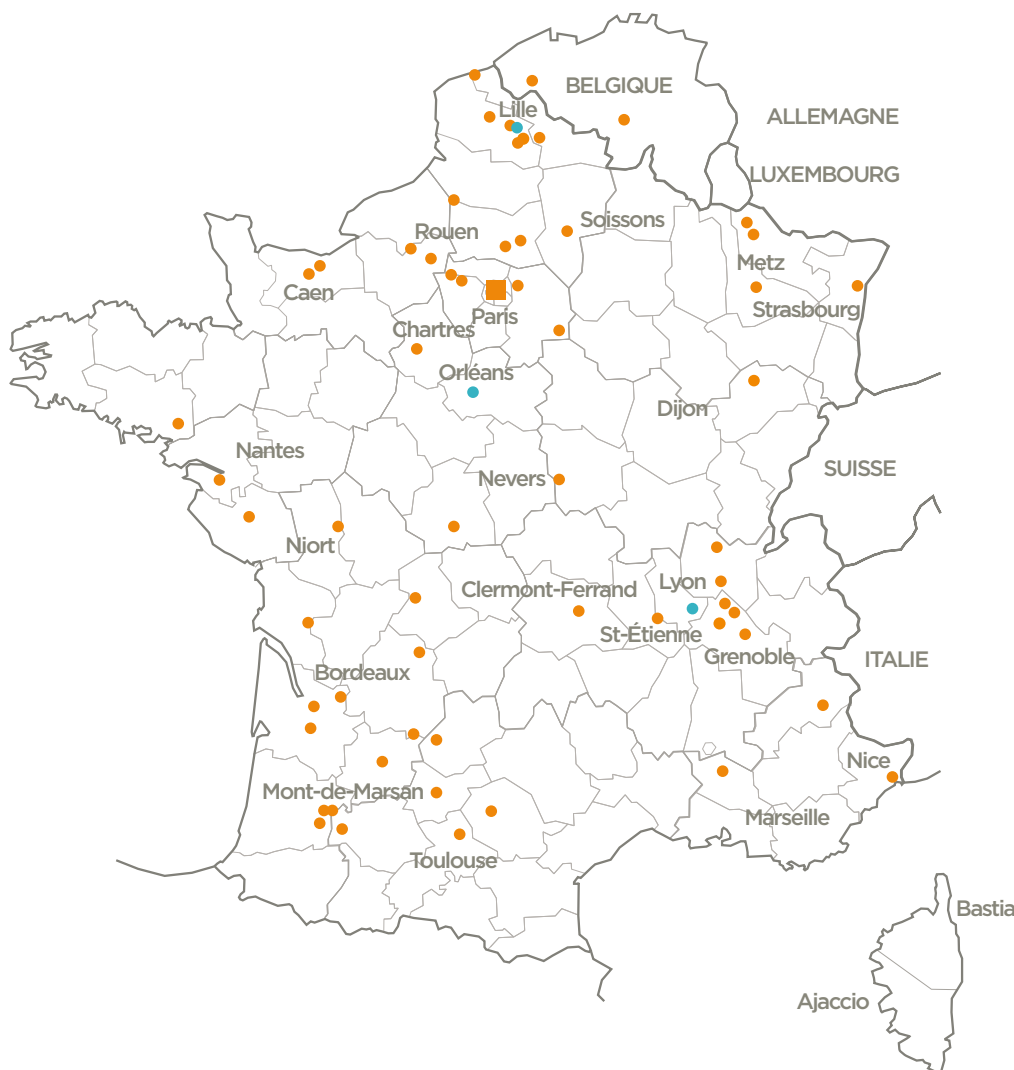 BELGIQUE
Lille
ALLEMAGNE
LUXEMBOURG
Soissons
Rouen
Metz
Caen
Strasbourg
Paris
Chartres
Orléans
Dijon
Nantes
SUISSE
Nevers
Niort
Lyon
Clermont-Ferrand
St-Étienne
Grenoble
ITALIE
Bordeaux
Nice
Mont-de-Marsan
Marseille
Toulouse
Bastia
Ajaccio